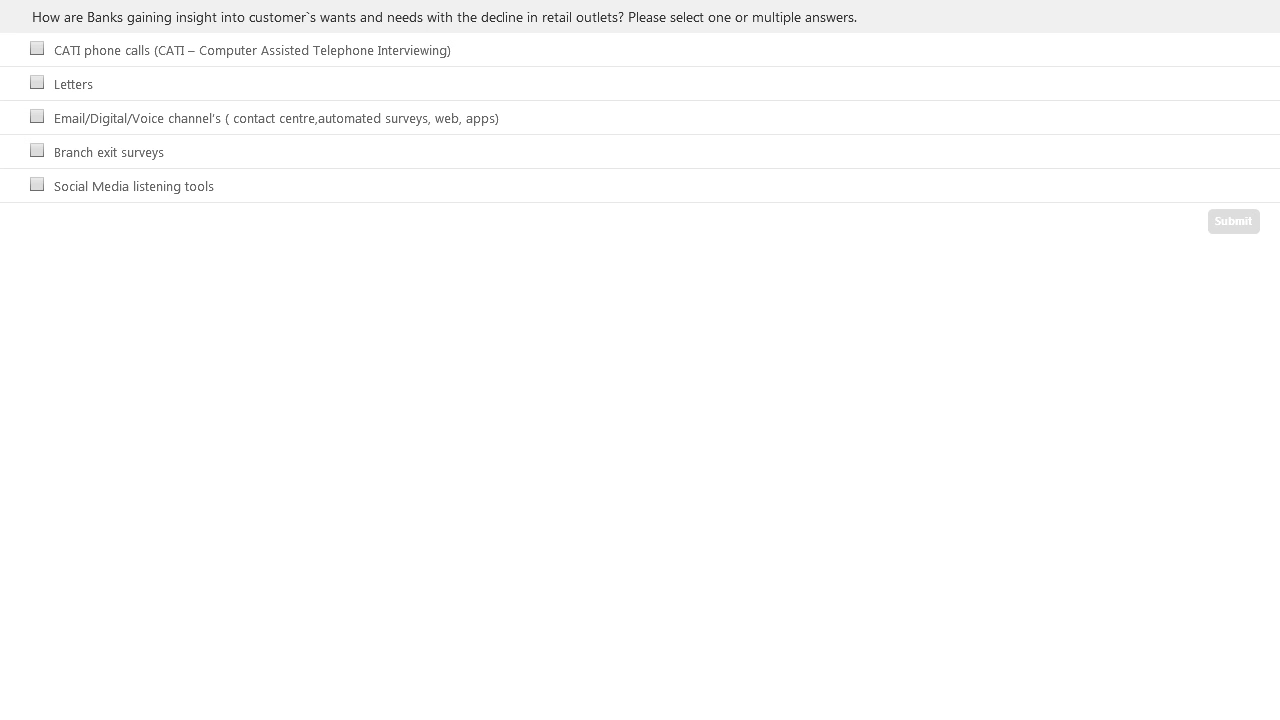 How are Banks gaining insight into customer`s wants and needs with the decline in retail outlets? Please select one or multiple answers.
CATI phone calls (CATI – Computer Assisted Telephone Interviewing)
Letters
Email/Digital/Voice channel's ( contact centre,automated surveys, web, apps)
Branch exit surveys
Social Media listening tools
Submit